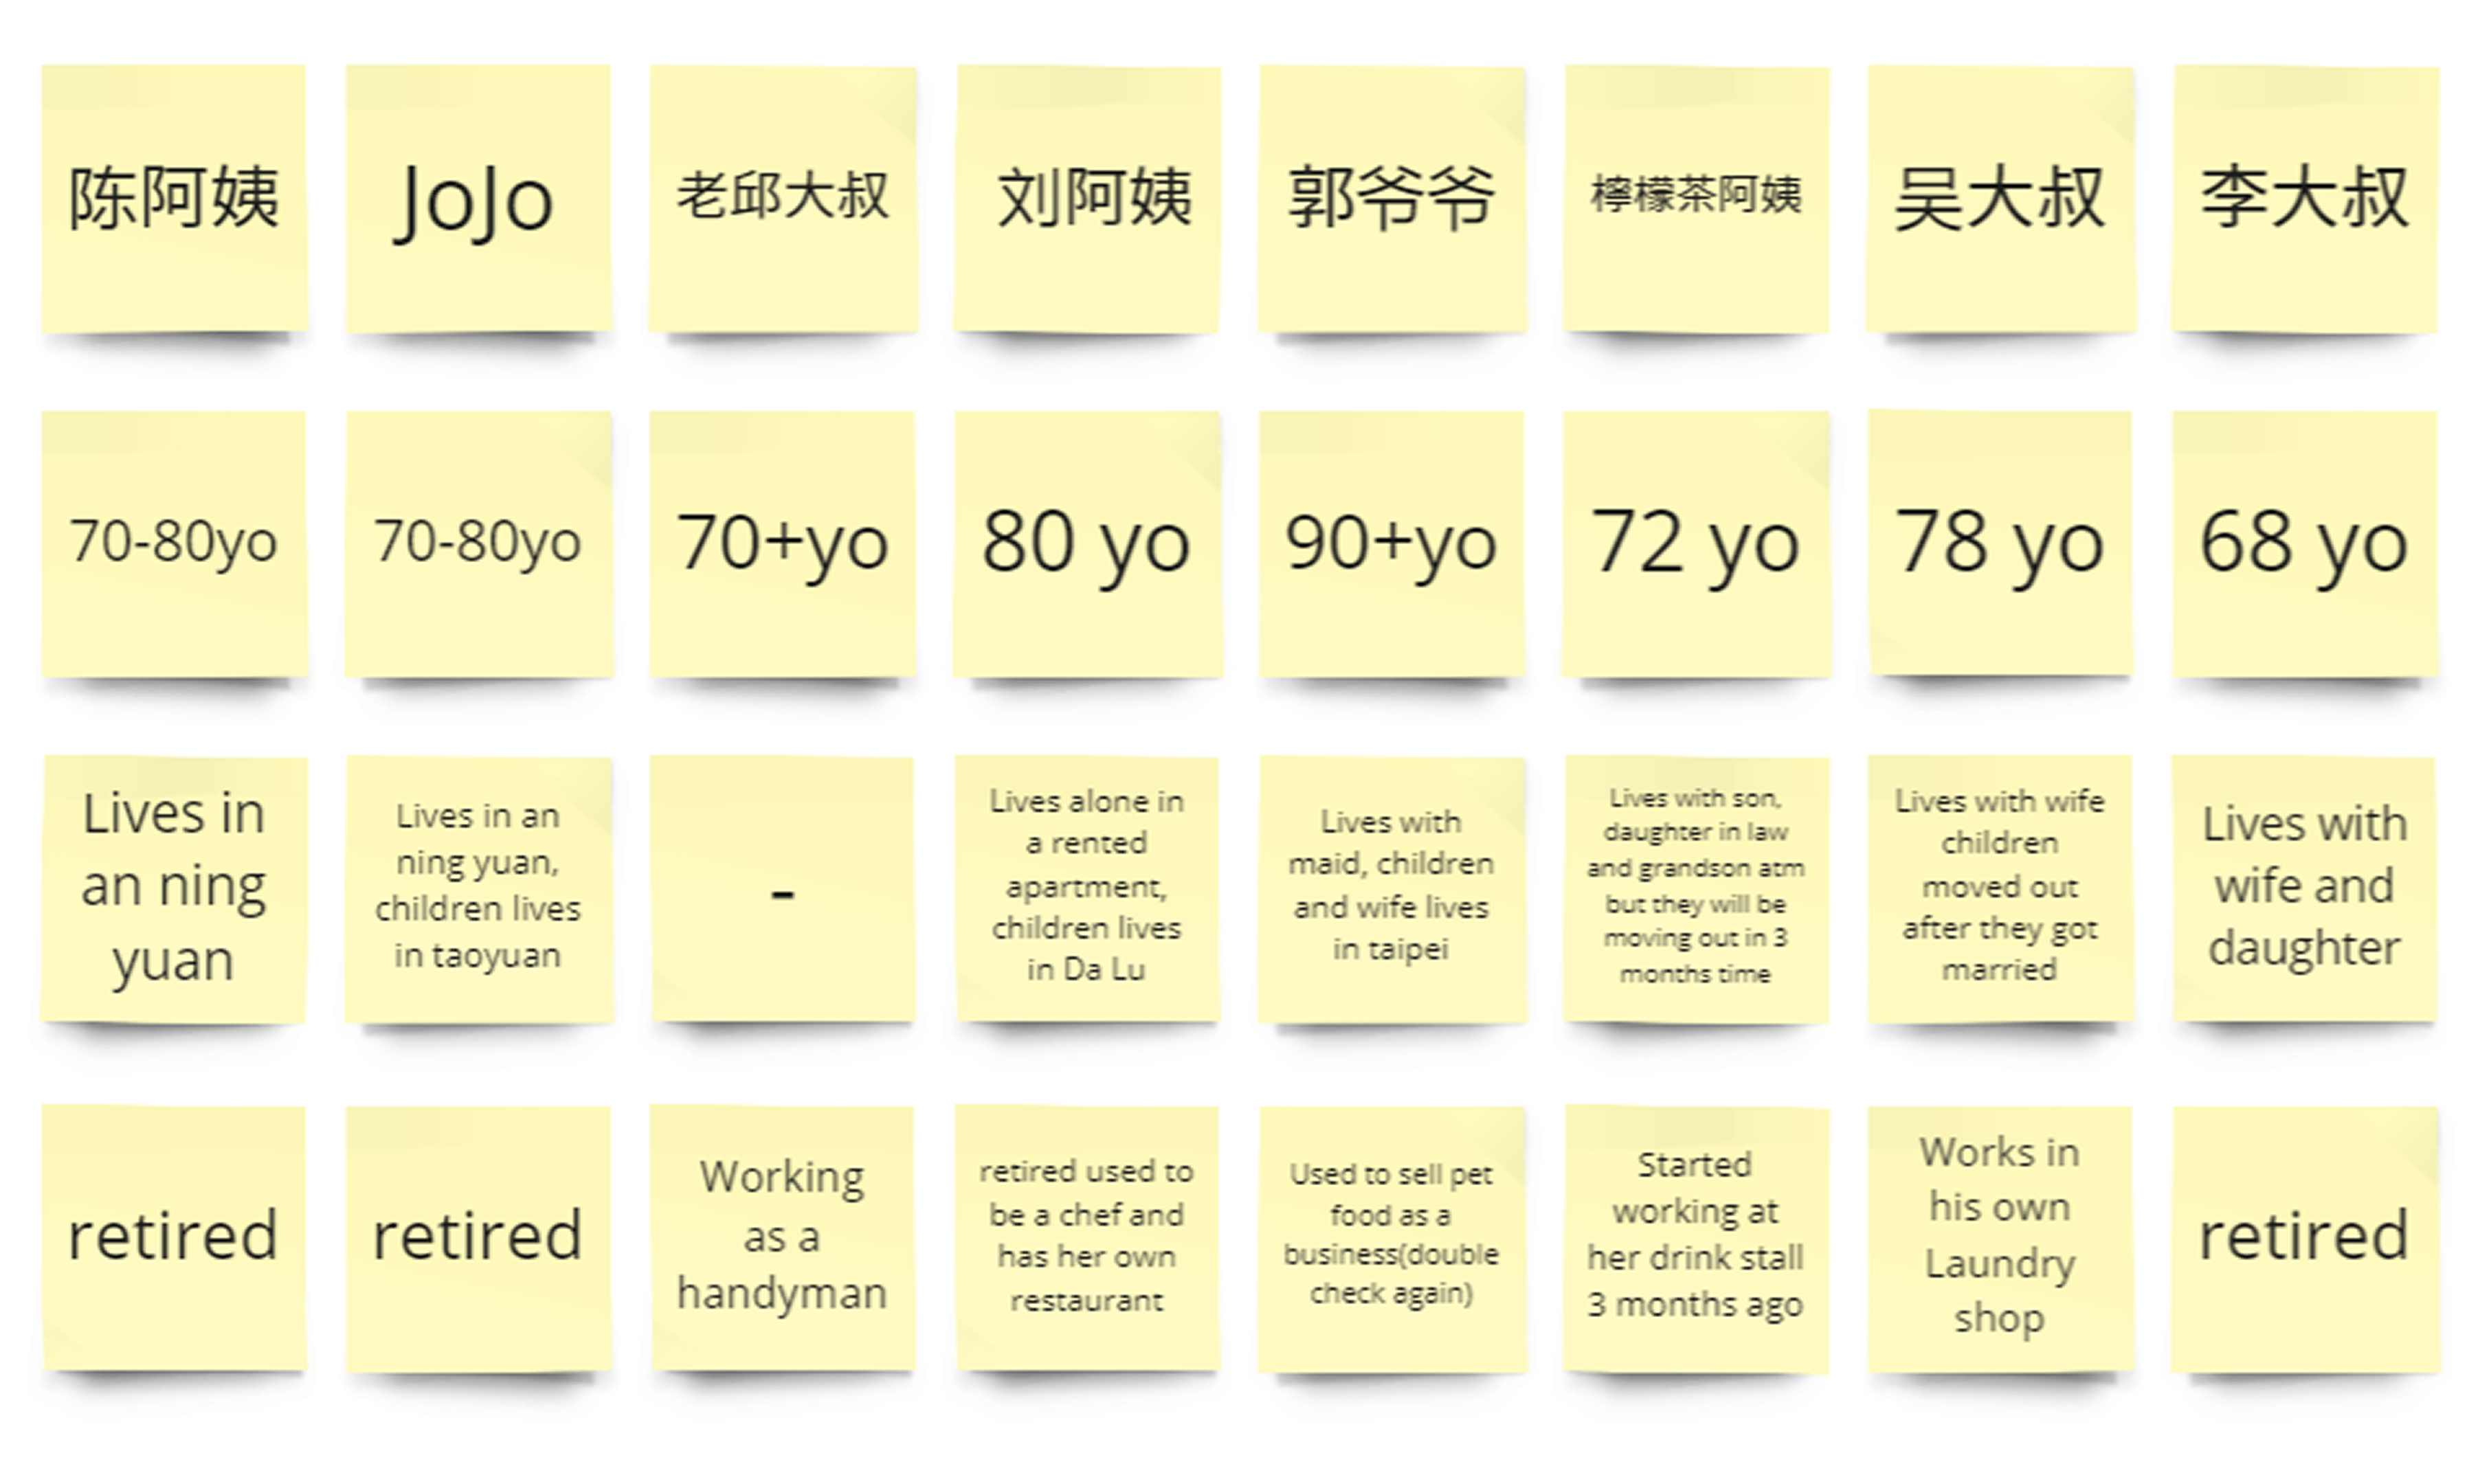 陈阿姨
JoJo
老邱大叔
刘阿姨
郭爷爷
檸檬茶阿姨
吴大叔
李大叔
70-80yo
70-80yo
70+yo
80 yo
90+yo
72 yo
78 yo
68 yo
Lives in
an ning
yuan
Lives in an
ning yuan,
children lives
in taoyuan
-
Lives alone in
a rented
apartment,
children lives
in Da Lu
Lives with
maid, children
and wife lives
in taipei
Lives with son,
daughter in law
and grandson atm
but they will be
moving out in 3
months time
Lives with wife
children
moved out
after they got
married
Lives with
wife and
daughter
retired
retired
Working
as a
handyman
retired used to
be a chef and
has her own
restaurant
Used to sell pet
food as a
business(double
check again)
Started
working at
her drink stall
3 months ago
Works in
his own
Laundry
shop
retired